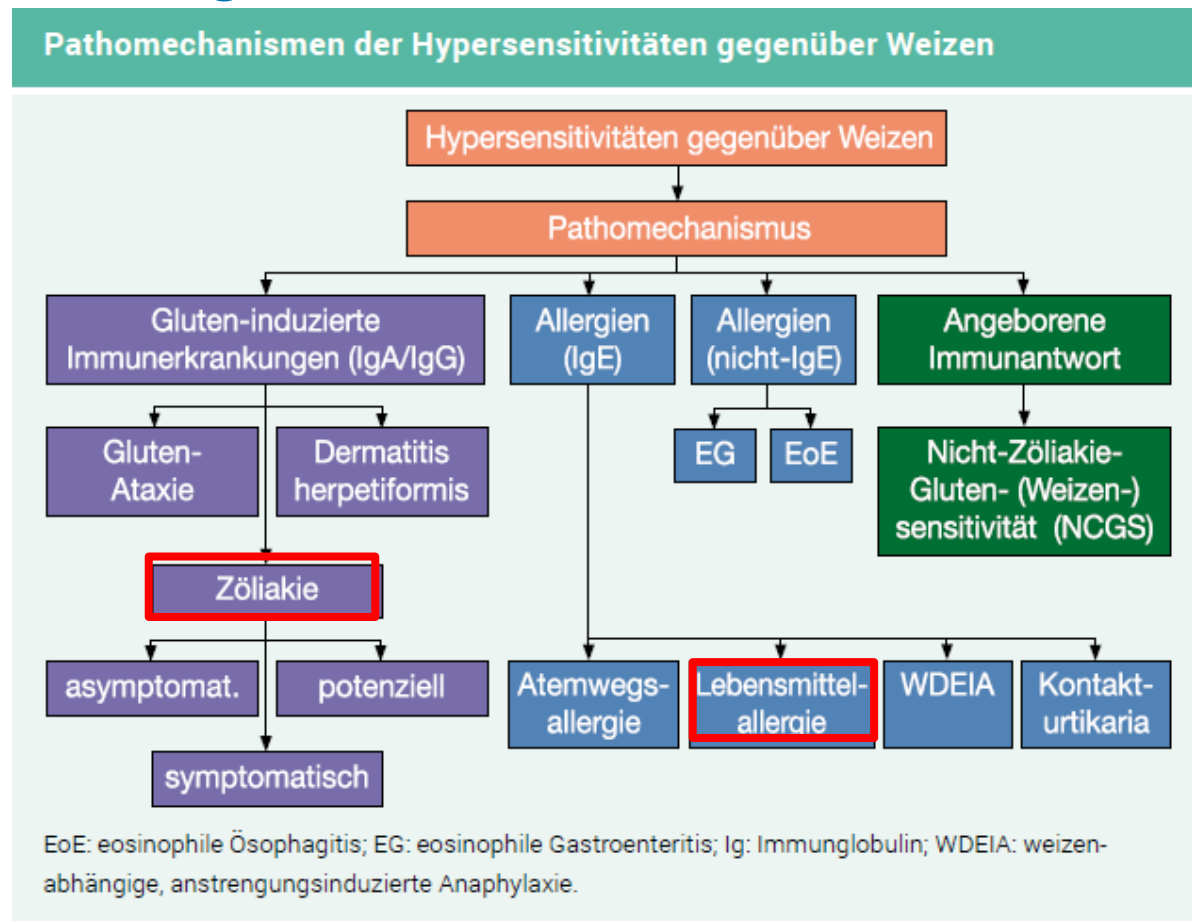 Pathomechanismen der Hypersensitivitäten gegenüber Weizen
Hypersensitivitäten gegenüber Weizen
Pathomechanismus
Gluten-induzierte
Immunerkrankungen (IgA/IgG)
Allergien
(IgE)
Allergien
(nicht-IgE)
Angeborene
Immunantwort
Gluten-
Ataxie
Dermatitis
herpetiformis
EG
EoE
Nicht-Zöliakie-
Gluten- (Weizen-)
sensitivität (NCGS)
Zöliakie
asymptomat.
potenziell
symptomatisch
Atemwegs-
allergie
Lebensmittel-
allergie
WDEIA
Kontakt-
urtikaria
EoE: eosinophile Ösophagitis; EG: eosinophile Gastroenteritis; Ig: Immunglobulin; WDEIA: weizen-
abhängige, anstrengungsinduzierte Anaphylaxie.